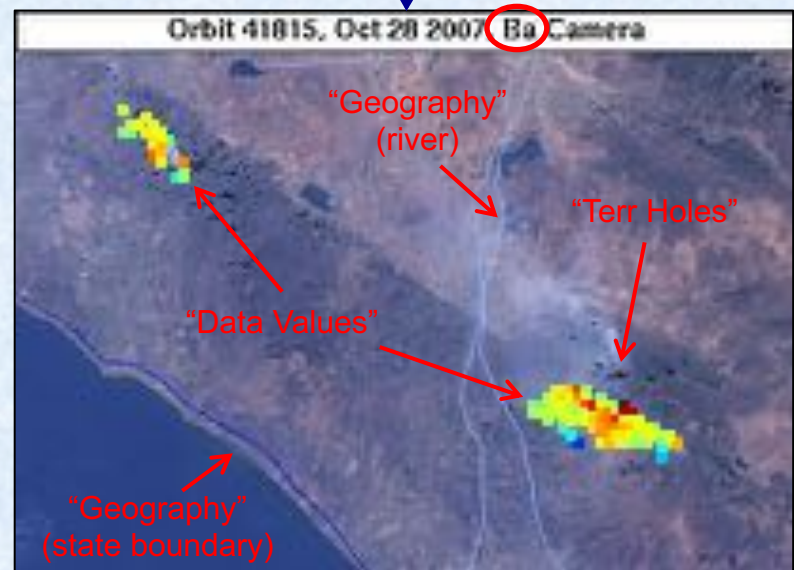 Orbit 41815, Oct 28 2007, Ba Camera
“Geography”
(river)
“Terr Holes”
“Data Values”
“Geography”
(state boundary)